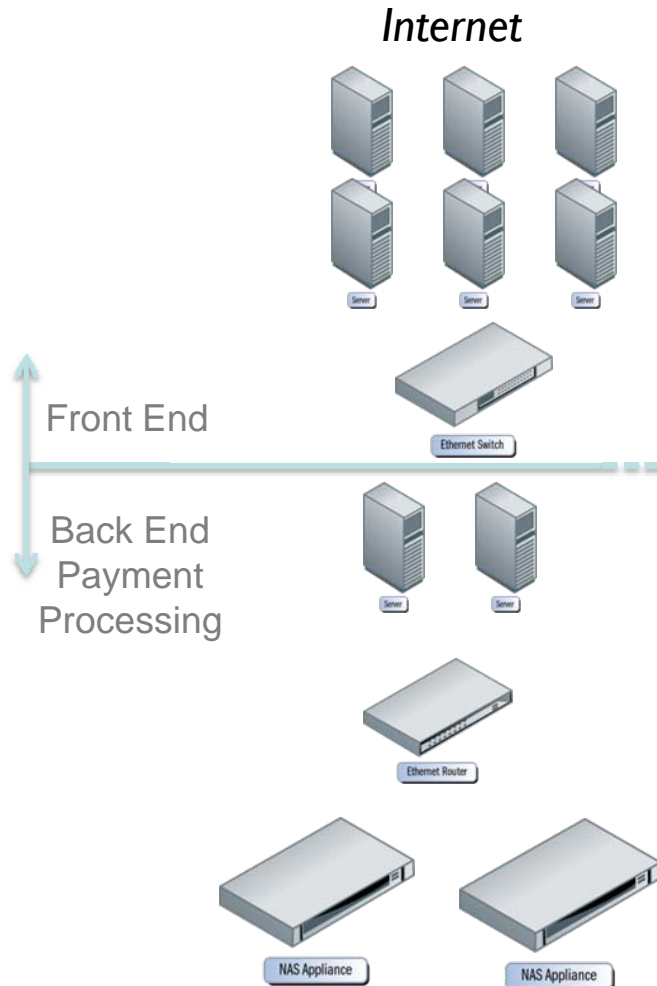 Internet
Server Server Server
Front End
Ethernet Switch
Back End
Payment
Processing
Server Server
Ethernet Router
NAS Appliance NAS Appliance